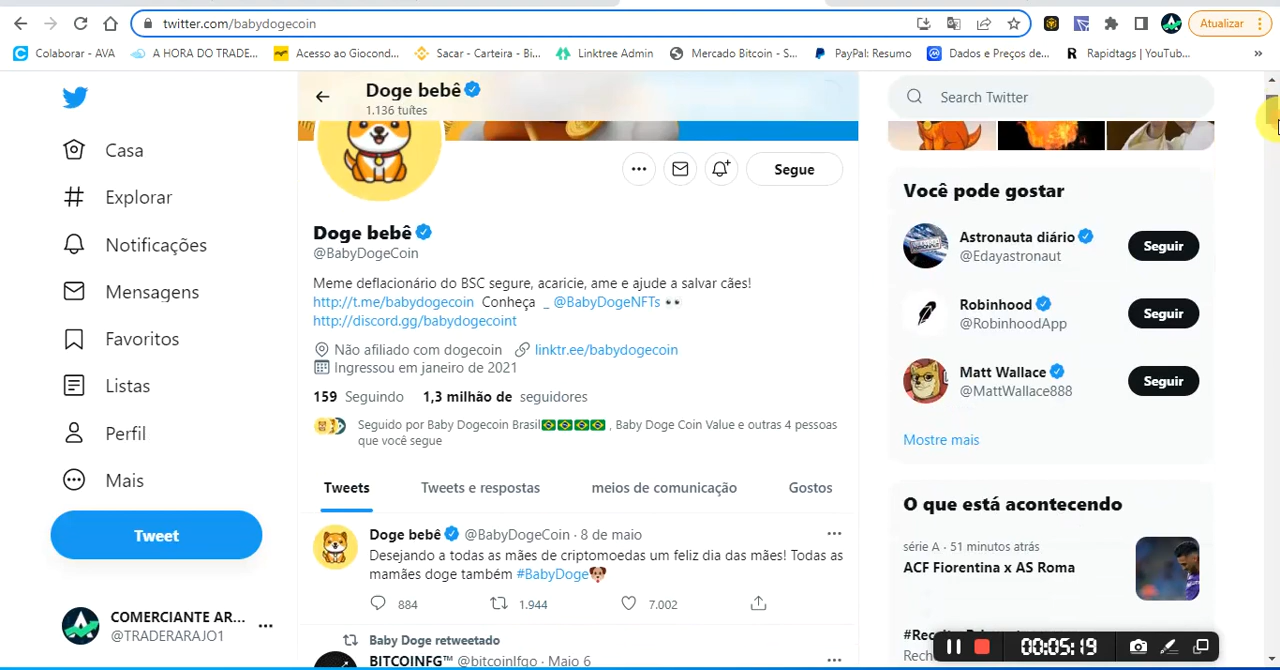 twitter.com/babydogecoin
Atualizar
Colaborar - AVA
A HORA DO TRADE...
Acesso ao Giocond...
Sacar - Carteira - Bi...
Linktree Admin
Mercado Bitcoin - S...
PayPal: Resumo
Dados e Preços de...
Rapidtags | YouTub...
»
Doge bebê
1.136 tuítes
Search Twitter
Casa
Explorar
Notificações
Mensagens
Favoritos
Listas
Perfil
Mais
Tweet
COMERCIANTE AR...
@TRADERARAJO1
Segue
Doge bebê
@BabyDogeCoin
Meme deflacionário do BSC segure, acaricie, ame e ajude a salvar cães!
http://t.me/babydogecoin Conheça _ @BabyDogeNFTs 👀
http://discord.gg/babydogecoint
Não afiliado com dogecoin linktr.ee/babydogecoin
Ingressou em janeiro de 2021
159 Seguindo 1,3 milhão de seguidores
Seguido por Baby Dogecoin Brasil🇧🇷🇧🇷🇧🇷🇧🇷 , Baby Doge Coin Value e outras 4 pessoas
que você segue
Tweets Tweets e respostas meios de comunicação Gostos
Doge bebê @BabyDogeCoin · 8 de maio
Desejando a todas as mães de criptomoedas um feliz dia das mães! Todas as
mamães doge também #BabyDoge🐶
884 1.944 7.002
Baby Doge retweetado
BITCOINFG™ @bitcoinlfgo · Maio 6
Você pode gostar
Astronauta diário
@Edayastronaut
Seguir
Robinhood
@RobinhoodApp
Seguir
Matt Wallace
@MattWallace888
Seguir
Mostre mais
O que está acontecendo
série A · 51 minutos atrás
ACF Fiorentina x AS Roma
00:05:19